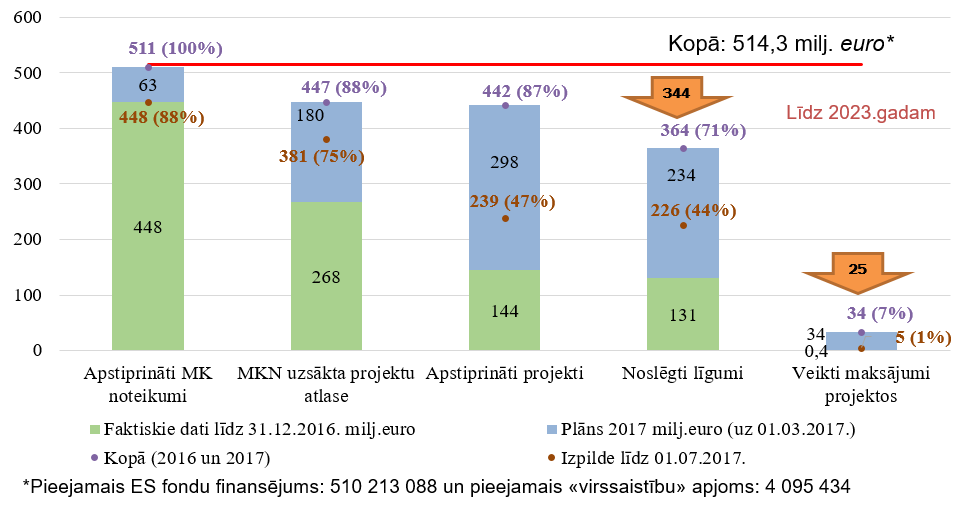 600
500
400
300
200
100
0
Kopā: 514,3 milj. euro*
Līdz 2023.gadam
511 (100%)
63
448 (88%)
448
447 (88%)
180
381 (75%)
268
442 (87%)
298
239 (47%)
144
344
364 (71%)
234
226 (44%)
131
25
34 (7%)
34
5 (1%)
0,4
Apstiprināti MK
noteikumi
MKN uzsākta projektu
atlase
Apstiprināti projekti
Noslēgti līgumi
Veikti maksājumi
projektos
Faktiskie dati līdz 31.12.2016. milj.euro
Plāns 2017 milj.euro (uz 01.03.2017.)
Kopā (2016 un 2017)
Izpilde līdz 01.07.2017.
*Pieejamais ES fondu finansējums: 510 213 088 un pieejamais «virssaistību» apjoms: 4 095 434